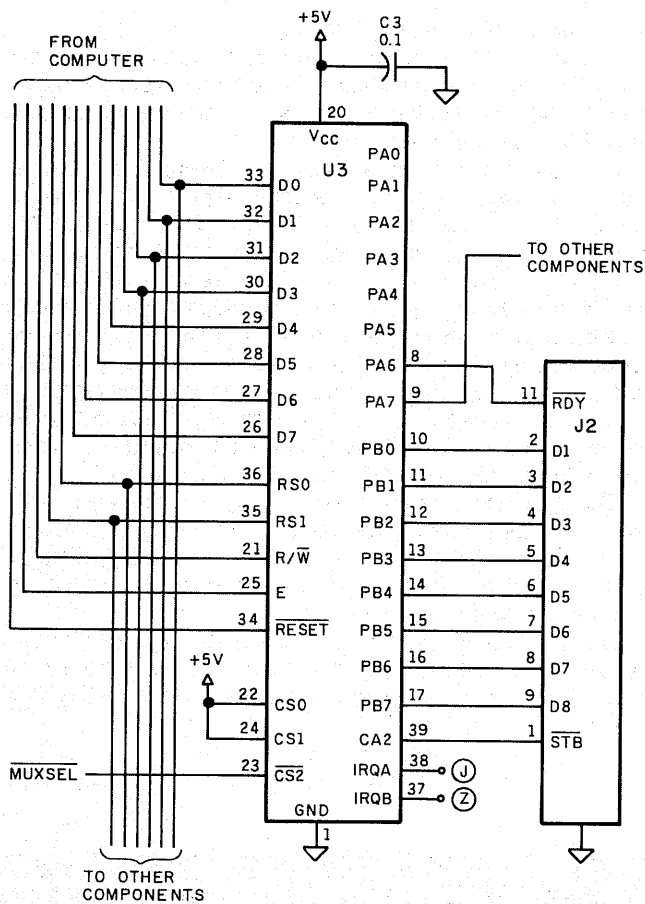 FROM
COMPUTER
+5V
C3
0.1
20
VCC
U3
PA0
33 D0 PA1
32 D1 PA2
31 D2 PA3
TO OTHER
COMPONENTS
30 D3 PA4
29 D4 PA5
28 D5 PA6 8
27 D6 PA7 9
11 RDY
J2
26 D7 PB0 10 2 D1
36 RS0 PB1 11 3 D2
35 RS1 PB2 12 4 D3
21 R/W PB3 13 5 D4
25 E PB4 14 6 D5
34 RESET PB5 15 7 D6
+5V
PB6 16 8 D7
22 CS0 PB7 17 9 D8
24 CS1 CA2 39 1 STB
MUXSEL 23 CS2 IRQA 38 J
IRQB 37 Z
GND
1
TO OTHER
COMPONENTS